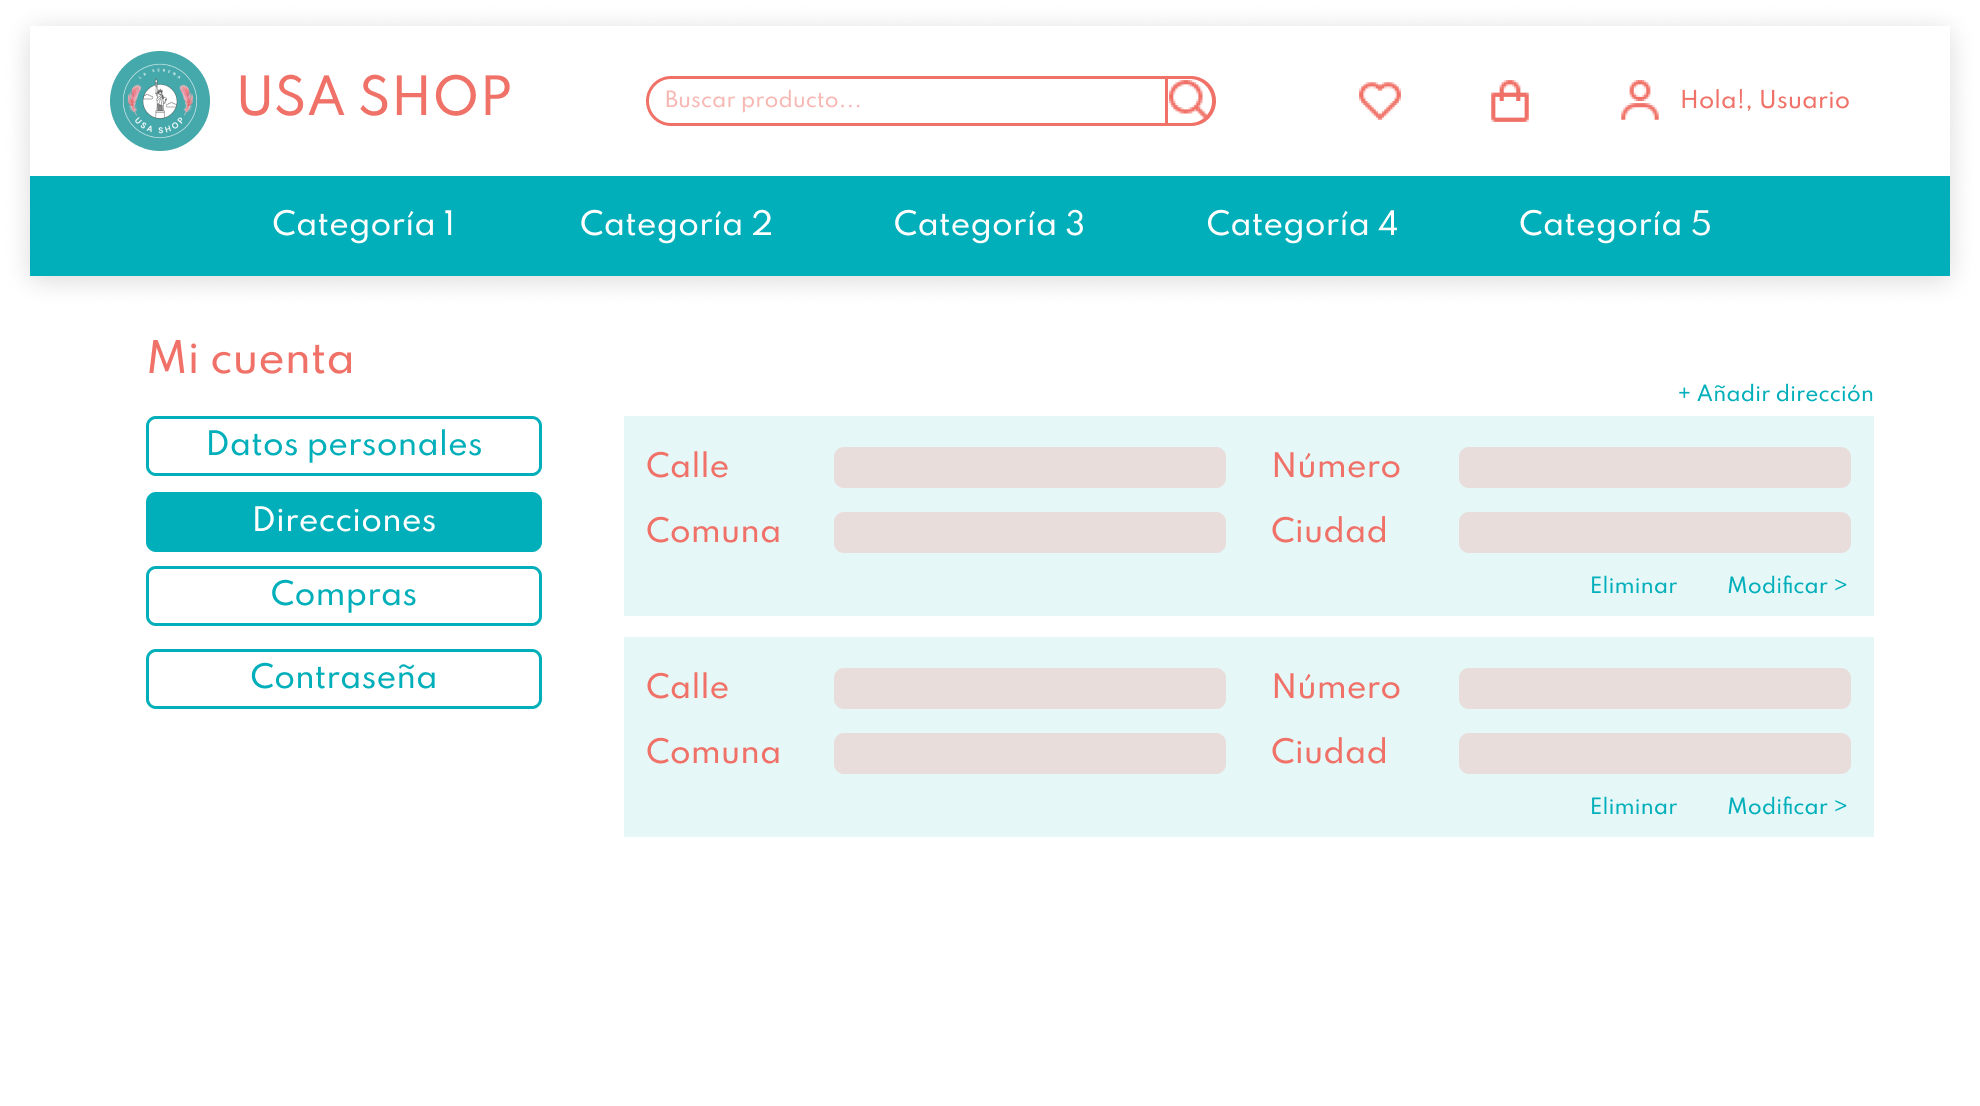 LA SERENA
USA SHOP
USA SHOP
Buscar producto...
Hola!, Usuario
Categoría 1
Categoría 2
Categoría 3
Categoría 4
Categoría 5
Mi cuenta
+ Añadir dirección
Datos personales
Direcciones
Compras
Contraseña
Calle
Número
Comuna
Ciudad
Eliminar
Modificar >
Calle
Número
Comuna
Ciudad
Eliminar
Modificar >